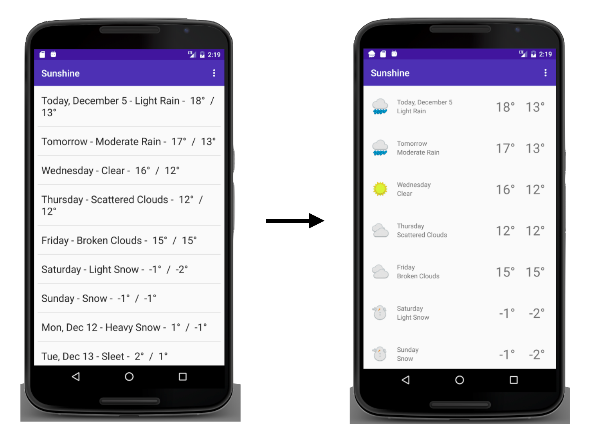 2:19
Sunshine
Today, December 5 - Light Rain - 18° /
13°
Tomorrow - Moderate Rain - 17° / 13°
Wednesday - Clear - 16° / 12°
Thursday - Scattered Clouds - 12° /
12°
Friday - Broken Clouds - 15° / 15°
Saturday - Light Snow - -1° / -2°
Sunday - Snow - -1° / -1°
Mon, Dec 12 - Heavy Snow - 1° / -1°
Tue, Dec 13 - Sleet - 2° / 1°
2:19
Sunshine
Today, December 5
Light Rain
18° 13°
Tomorrow
Moderate Rain
17° 13°
Wednesday
Clear
16° 12°
Thursday
Scattered Clouds
12° 12°
Friday
Broken Clouds
15° 15°
Saturday
Light Snow
-1° -2°
Sunday
Snow
-1° -2°